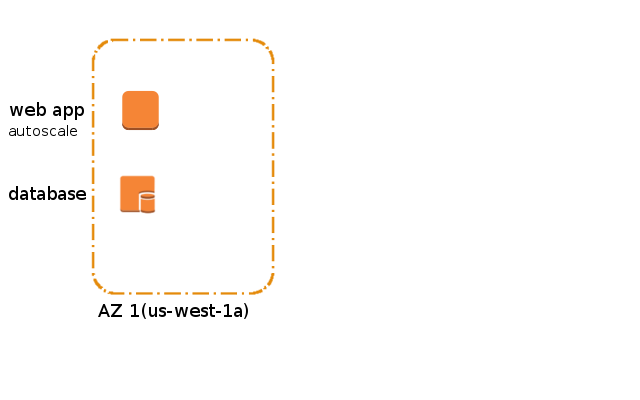 web app
autoscale
database
AZ 1(us-west-1a)